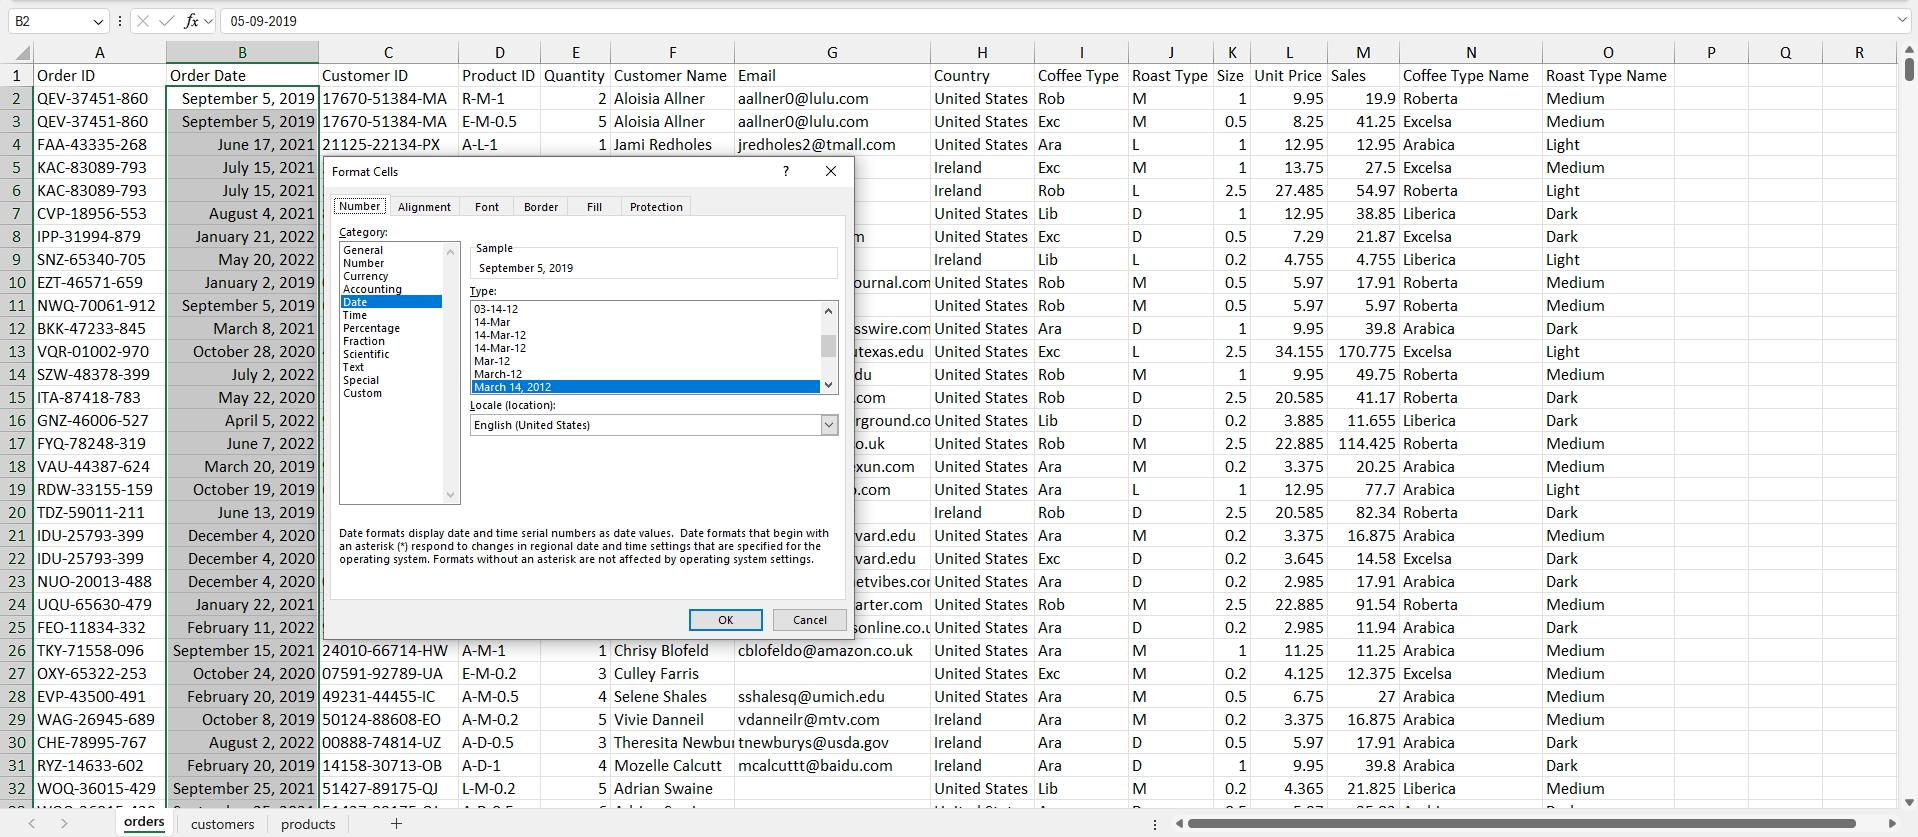 B2 fx 05-09-2019
A B C D E F G H I J K L M N O P Q R
1 Order ID Order Date Customer ID Product ID Quantity Customer Name Email Country Coffee Type Roast Type Size Unit Price Sales Coffee Type Name Roast Type Name
2 QEV-37451-860 September 5, 2019 17670-51384-MA R-M-1 2 Aloisia Allner aallner0@lulu.com United States Rob M 1 9.95 19.9 Roberta Medium
3 QEV-37451-860 September 5, 2019 17670-51384-MA E-M-0.5 5 Aloisia Allner aallner0@lulu.com United States Exc M 0.5 8.25 41.25 Excelsa Medium
4 FAA-43335-268 June 17, 2021 21125-22134-PX A-L-1 1 Jami Redholes jredholes2@tmall.com United States Ara L 1 12.95 12.95 Arabica Light
5 KAC-83089-793 July 15, 2021 Ireland Exc M 1 13.75 27.5 Excelsa Medium
6 KAC-83089-793 July 15, 2021 Ireland Rob L 2.5 27.485 54.97 Roberta Light
7 CVP-18956-553 August 4, 2021 United States Lib D 1 12.95 38.85 Liberica Dark
8 IPP-31994-879 January 21, 2022 m United States Exc D 0.5 7.29 21.87 Excelsa Dark
9 SNZ-65340-705 May 20, 2022 Ireland Lib L 0.2 4.755 4.755 Liberica Light
10 EZT-46571-659 January 2, 2019 ournal.com United States Rob M 0.5 5.97 17.91 Roberta Medium
11 NWQ-70061-912 September 5, 2019 United States Rob M 0.5 5.97 5.97 Roberta Medium
12 BKK-47233-845 March 8, 2021 sswire.com United States Ara D 1 9.95 39.8 Arabica Dark
13 VQR-01002-970 October 28, 2020 utexas.edu United States Exc L 2.5 34.155 170.775 Excelsa Light
14 SZW-48378-399 July 2, 2022 du United States Rob M 1 9.95 49.75 Roberta Medium
15 ITA-87418-783 May 22, 2020 .com United States Rob D 2.5 20.585 41.17 Roberta Dark
16 GNZ-46006-527 April 5, 2022 rground.co United States Lib D 0.2 3.885 11.655 Liberica Dark
17 FYQ-78248-319 June 7, 2022 o.uk United States Rob M 2.5 22.885 114.425 Roberta Medium
18 VAU-44387-624 March 20, 2019 xun.com United States Ara M 0.2 3.375 20.25 Arabica Medium
19 RDW-33155-159 October 19, 2019 .com United States Ara L 1 12.95 77.7 Arabica Light
20 TDZ-59011-211 June 13, 2019 Ireland Rob D 2.5 20.585 82.34 Roberta Dark
21 IDU-25793-399 December 4, 2020 vard.edu United States Ara M 0.2 3.375 16.875 Arabica Medium
22 IDU-25793-399 December 4, 2020 vard.edu United States Exc D 0.2 3.645 14.58 Excelsa Dark
23 NUO-20013-488 December 4, 2020 etvibes.cor United States Ara D 0.2 2.985 17.91 Arabica Dark
24 UQU-65630-479 January 22, 2021 arter.com United States Rob M 2.5 22.885 91.54 Roberta Medium
25 FEO-11834-332 February 11, 2022 sonline.co.u United States Ara D 0.2 2.985 11.94 Arabica Dark
26 TKY-71558-096 September 15, 2021 24010-66714-HW A-M-1 1 Chrisy Blofeld cblofeldo@amazon.co.uk United States Ara M 1 11.25 11.25 Arabica Medium
27 OXY-65322-253 October 24, 2020 07591-92789-UA E-M-0.2 3 Culley Farris United States Exc M 0.2 4.125 12.375 Excelsa Medium
28 EVP-43500-491 February 20, 2019 49231-44455-IC A-M-0.5 4 Selene Shales sshalesq@umich.edu United States Ara M 0.5 6.75 27 Arabica Medium
29 WAG-26945-689 October 8, 2019 50124-88608-EO A-M-0.2 5 Vivie Danneil vdanneilr@mtv.com Ireland Ara M 0.2 3.375 16.875 Arabica Medium
30 CHE-78995-767 August 2, 2022 00888-74814-UZ A-D-0.5 3 Theresita Newbur tnewburys@usda.gov Ireland Ara D 0.5 5.97 17.91 Arabica Dark
31 RYZ-14633-602 February 20, 2019 14158-30713-OB A-D-1 4 Mozelle Calcutt mcalcuttt@baidu.com Ireland Ara D 1 9.95 39.8 Arabica Dark
32 WOQ-36015-429 September 25, 2021 51427-89175-QJ L-M-0.2 5 Adrian Swaine United States Lib M 0.2 4.365 21.825 Liberica Medium
Format Cells ?
Number Alignment Font Border Fill Protection
Category:
General
Number
Currency
Accounting
Date
Time
Percentage
Fraction
Scientific
Text
Special
Custom
Sample
September 5, 2019
Type:
03-14-12
14-Mar
14-Mar-12
14-Mar-12
Mar-12
March-12
March 14, 2012
Locale (location):
English (United States)
Date formats display date and time serial numbers as date values. Date formats that begin with
an asterisk (*) respond to changes in regional date and time settings that are specified for the
operating system. Formats without an asterisk are not affected by operating system settings.
OK Cancel
orders customers products +